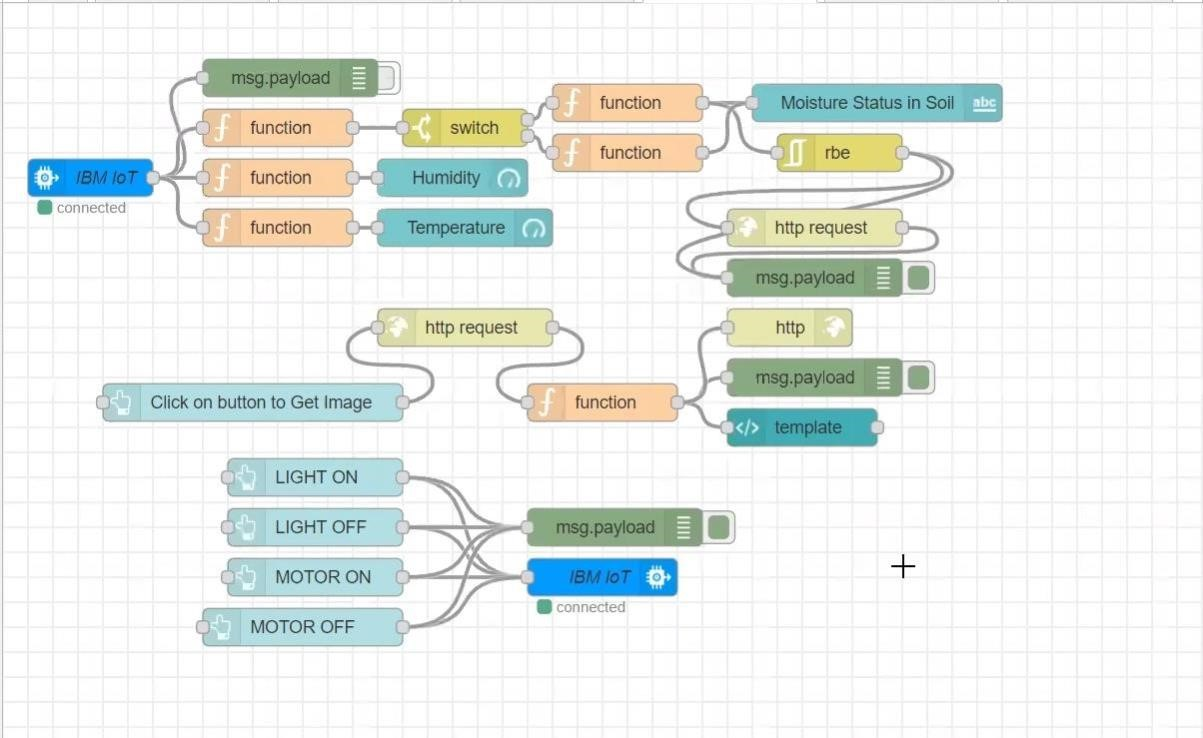 msg.payload
function
switch
function
Moisture Status in Soil
abc
function
rbe
IBM IoT
connected
function
Humidity
function
Temperature
http request
msg.payload
http request
http
msg.payload
Click on button to Get Image
function
template
LIGHT ON
LIGHT OFF
msg.payload
MOTOR ON
IBM IoT
connected
MOTOR OFF